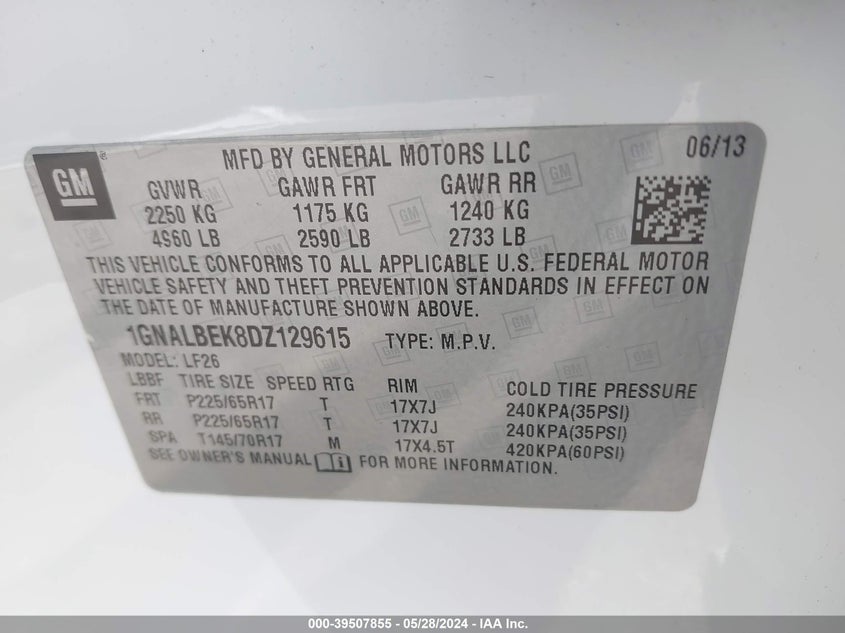 GM ® MFD BY GENERAL MOTORS LLC 06/13
GVWR GAWR FRT GAWR RR
2250 KG 1175 KG 1240 KG
4960 LB 2590 LB 2733 LB
THIS VEHICLE CONFORMS TO ALL APPLICABLE U.S. FEDERAL MOTOR
VEHICLE SAFETY AND THEFT PREVENTION STANDARDS IN EFFECT ON
THE DATE OF MANUFACTURE SHOWN ABOVE.
1GNALBEK8DZ129615 TYPE: M.P.V.
MODEL: LF26
LBBF TIRE SIZE SPEED RTG RIM COLD TIRE PRESSURE
FRT P225/65R17 T 17X7J 240KPA(35PSI)
RR P225/65R17 T 17X7J 240KPA(35PSI)
SPA T145/70R17 M 17X4.5T 420KPA(60PSI)
SEE OWNER'S MANUAL FOR MORE INFORMATION.
000-39507855 - 05/28/2024 - IAA Inc.